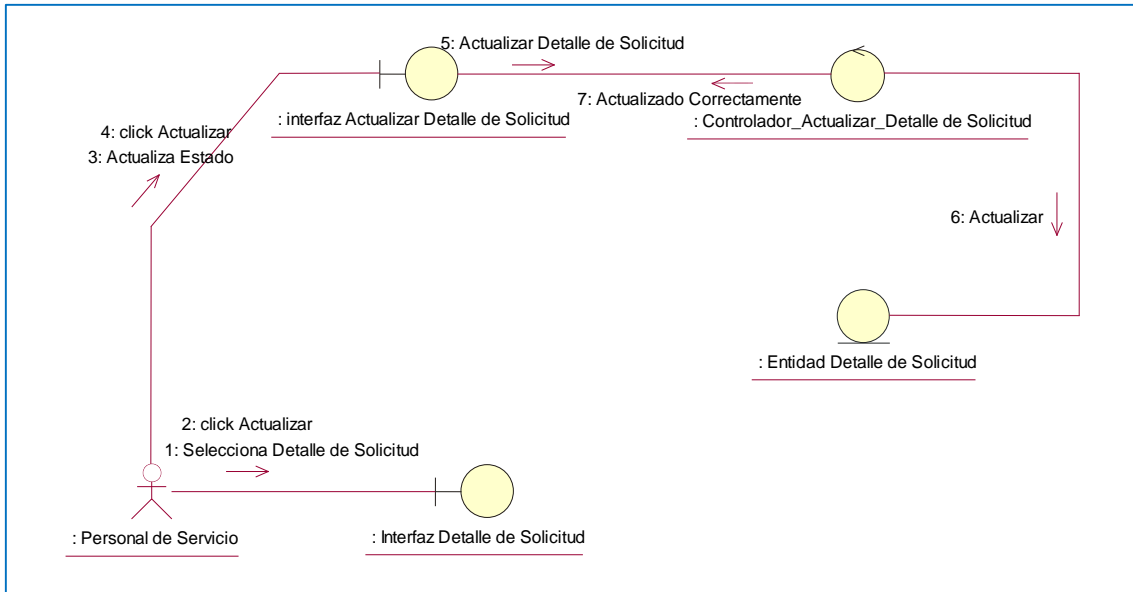 5: Actualizar Detalle de Solicitud
7: Actualizado Correctamente
: interfaz Actualizar Detalle de Solicitud
: Controlador_Actualizar_Detalle de Solicitud
4: click Actualizar
3: Actualiza Estado
6: Actualizar
: Entidad Detalle de Solicitud
2: click Actualizar
1: Selecciona Detalle de Solicitud
: Personal de Servicio
: Interfaz Detalle de Solicitud